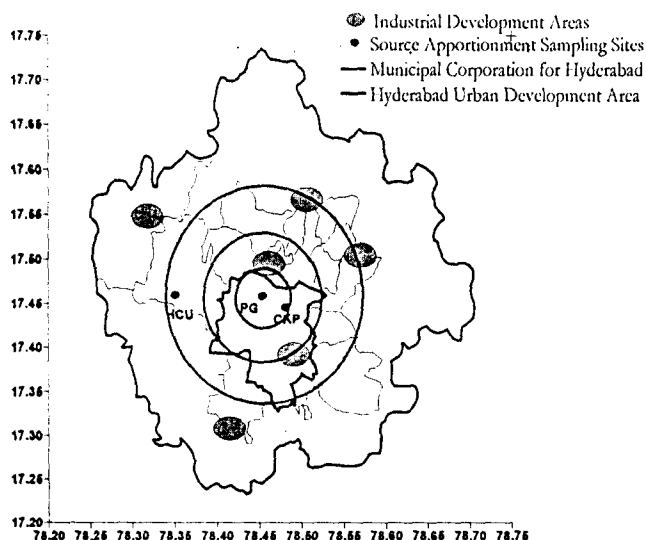 Industrial Development Areas
Source Apportionment Sampling Sites
Municipal Corporation for Hyderabad
Hyderabad Urban Development Area
17.75
17.70
17.60
17.55
17.50
17.45
17.40
17.35
17.30
17.25
17.20
HCU
PG
CKP
78.20 78.25 78.30 78.35 78.40 78.45 78.50 78.55 78.60 78.65 78.70 78.75